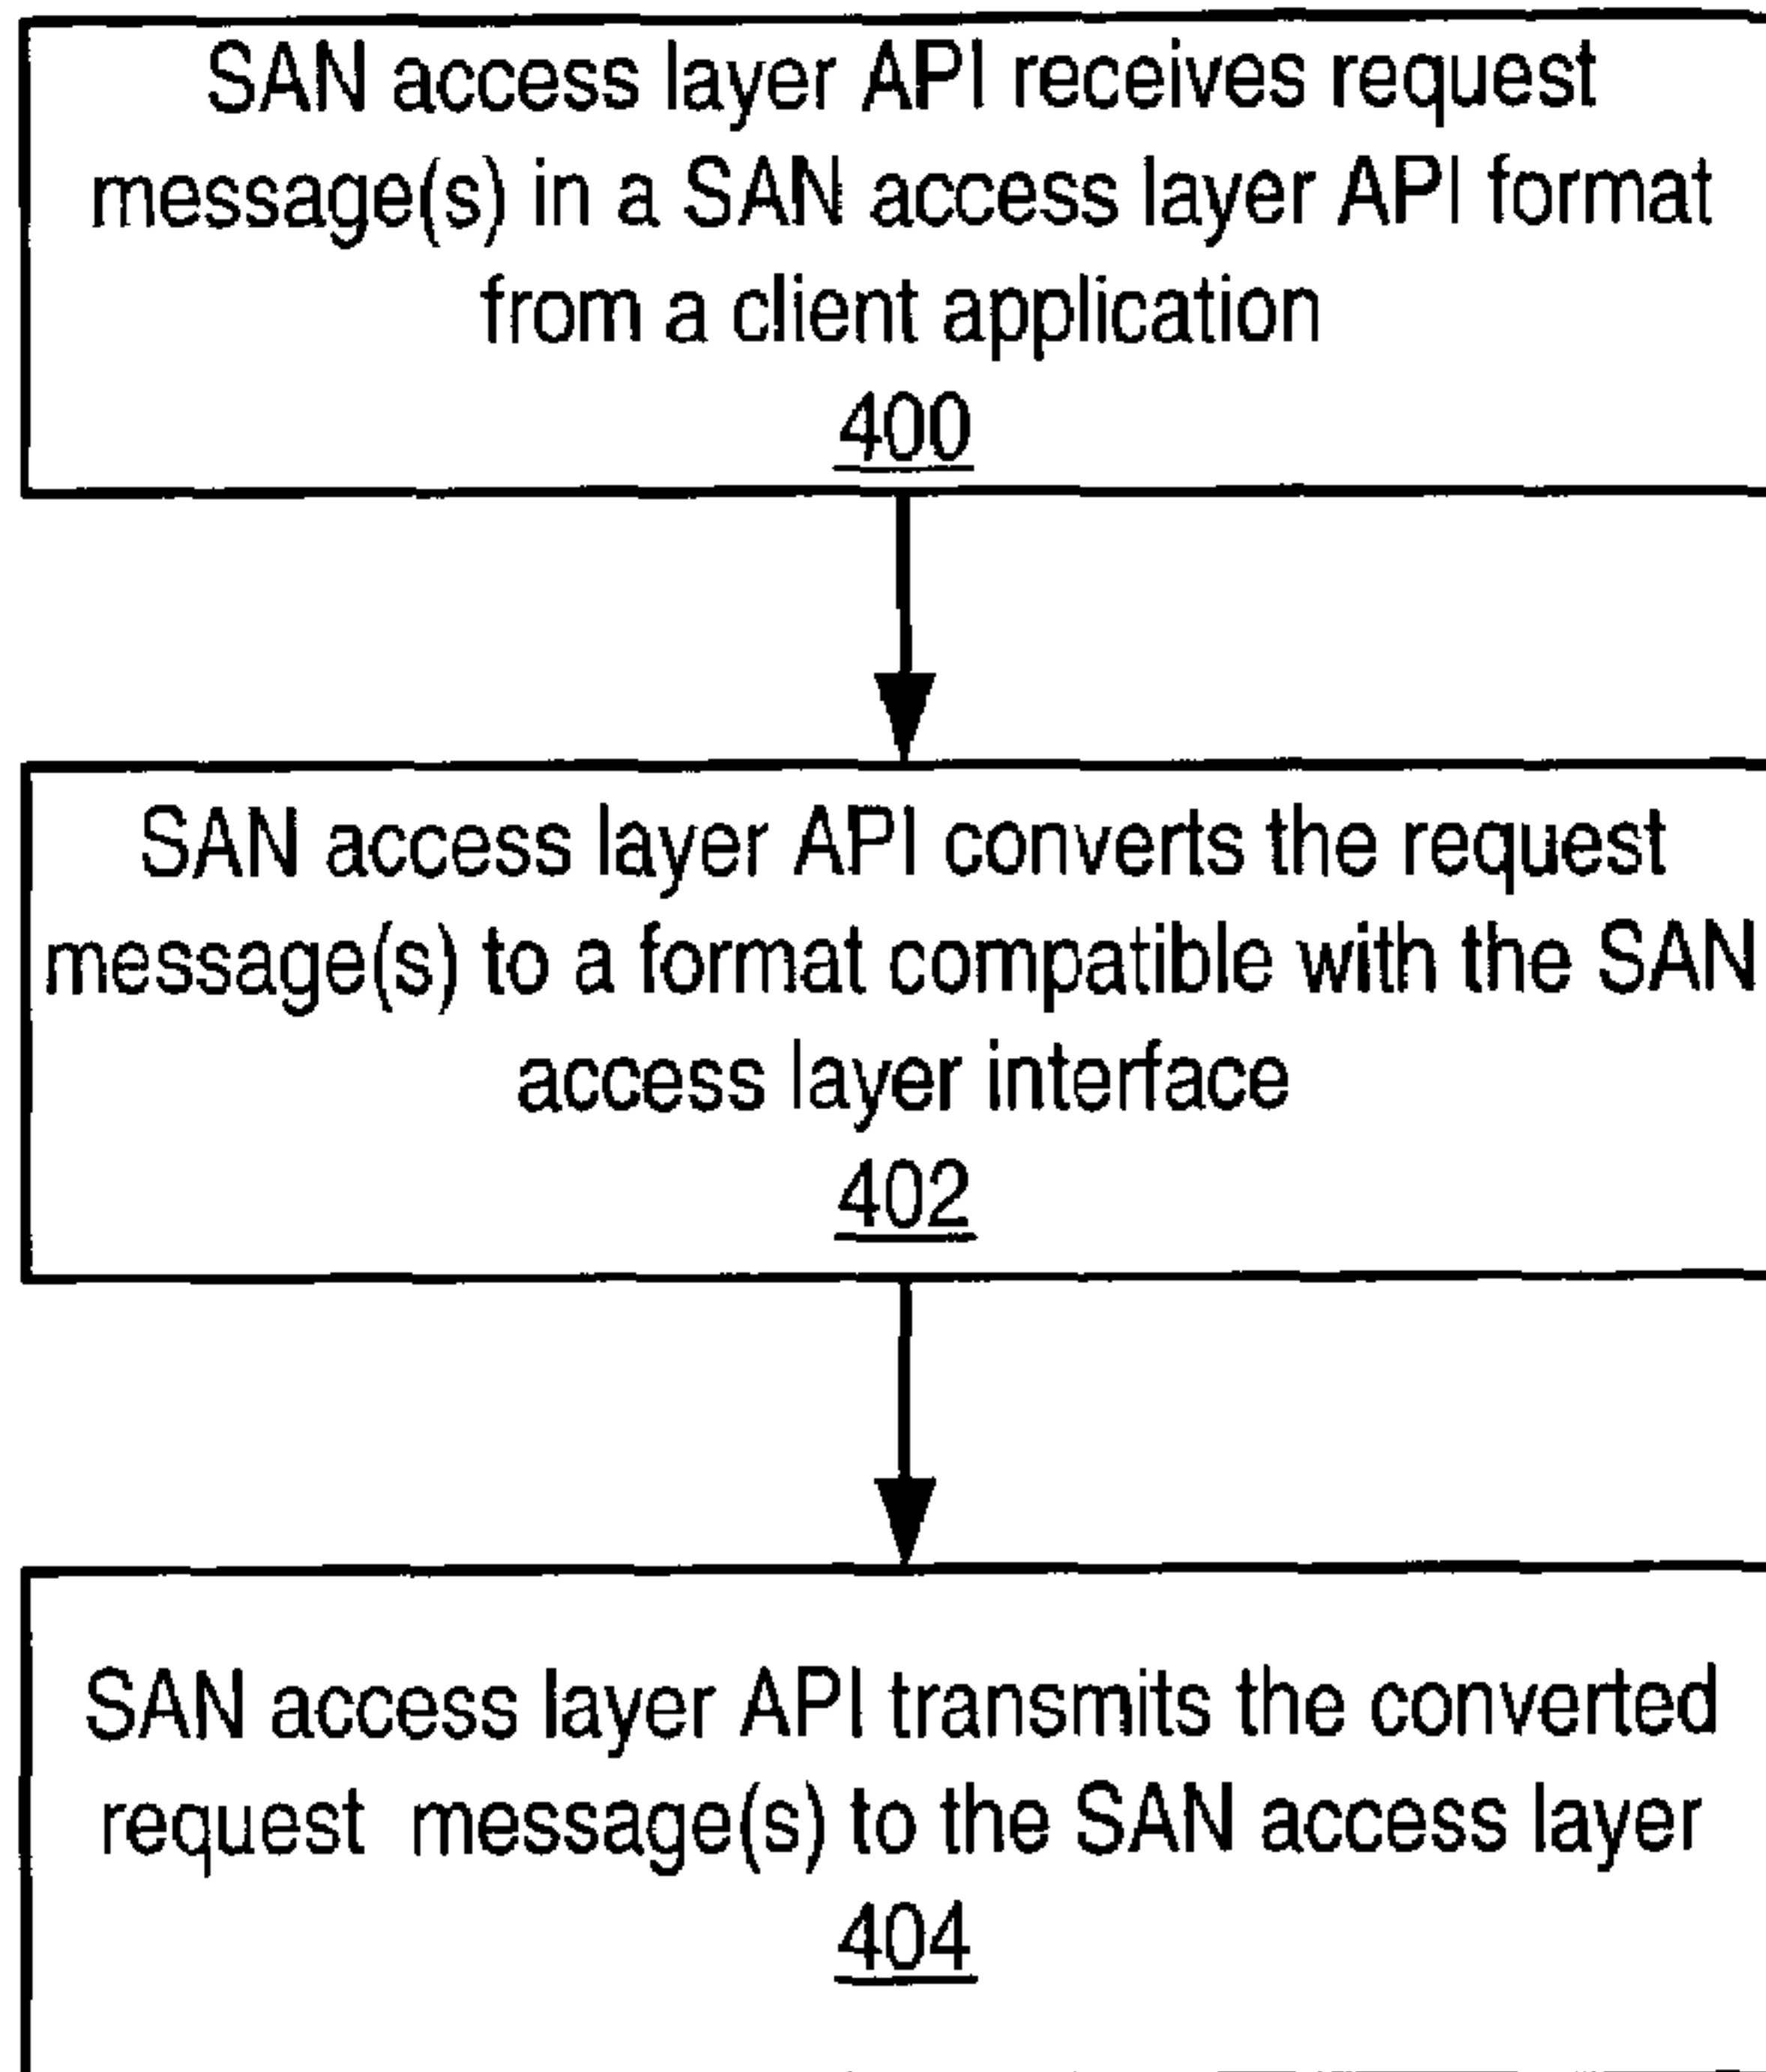 SAN access layer API receives request
message(s) in a SAN access layer API format
from a client application
400
SAN access layer API converts the request
message(s) to a format compatible with the SAN
access layer interface
402
SAN access layer API transmits the converted
request message(s) to the SAN access layer
404